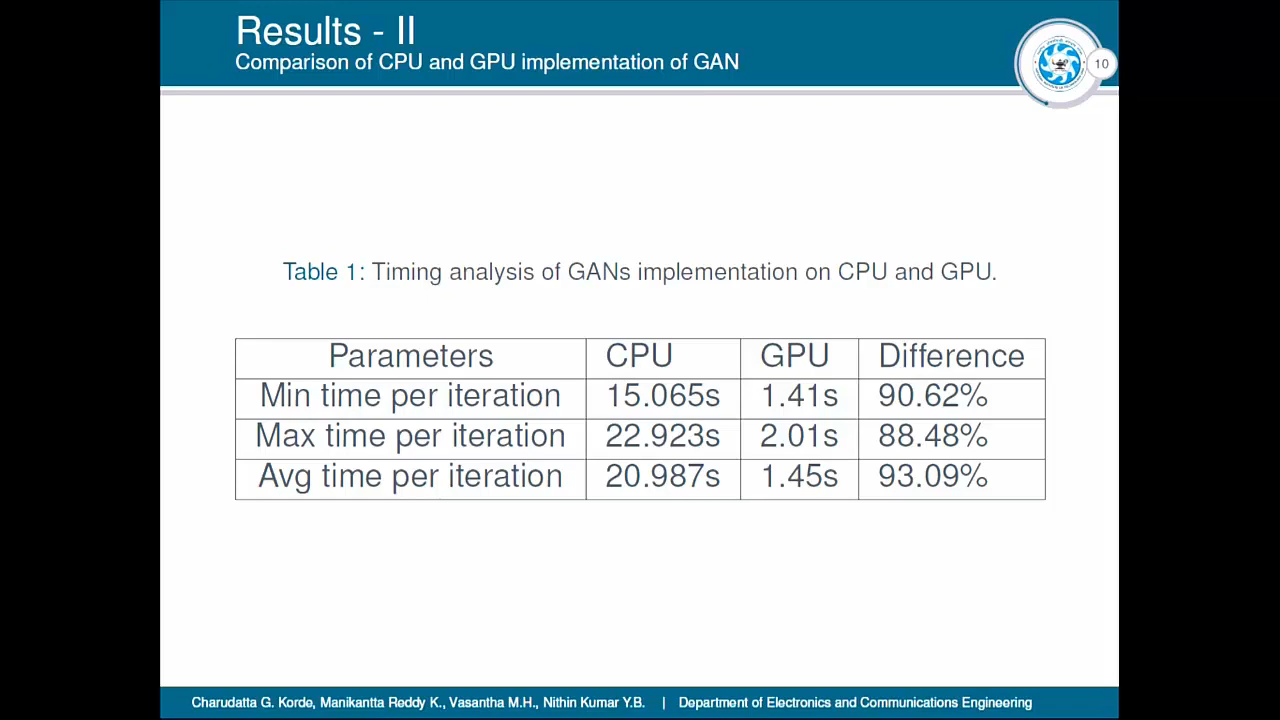 Results - II
Comparison of CPU and GPU implementation of GAN
10
Table 1: Timing analysis of GANs implementation on CPU and GPU.
Parameters CPU GPU Difference
Min time per iteration 15.065s 1.41s 90.62%
Max time per iteration 22.923s 2.01s 88.48%
Avg time per iteration 20.987s 1.45s 93.09%
Charudatta G. Korde, Manikantta Reddy K., Vasantha M.H., Nithin Kumar Y.B. | Department of Electronics and Communications Engineering